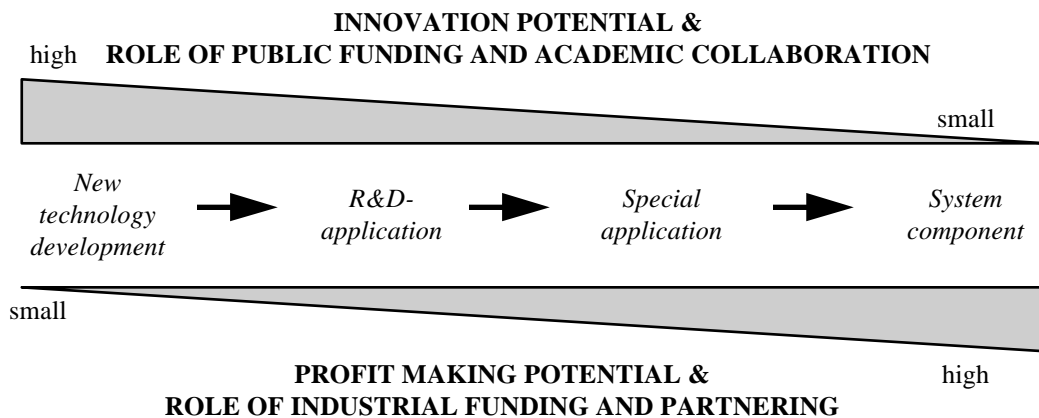 INNOVATION POTENTIAL &
high ROLE OF PUBLIC FUNDING AND ACADEMIC COLLABORATION
small
New
technology
development
R&D-
application
Special
application
System
component
small
PROFIT MAKING POTENTIAL &
high
ROLE OF INDUSTRIAL FUNDING AND PARTNERING